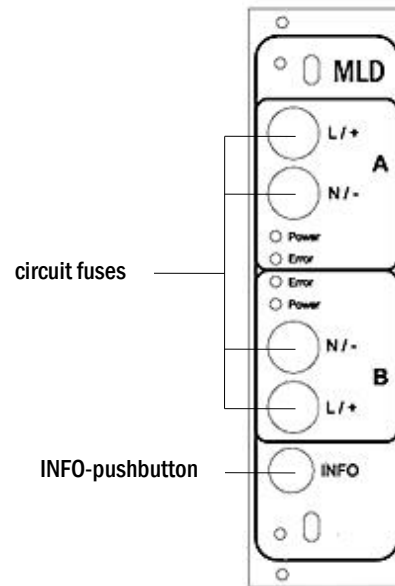 MLD
L / +
A
N / -
Power
Error
circuit fuses
Error
Power
N / -
B
L / +
INFO-pushbutton
INFO